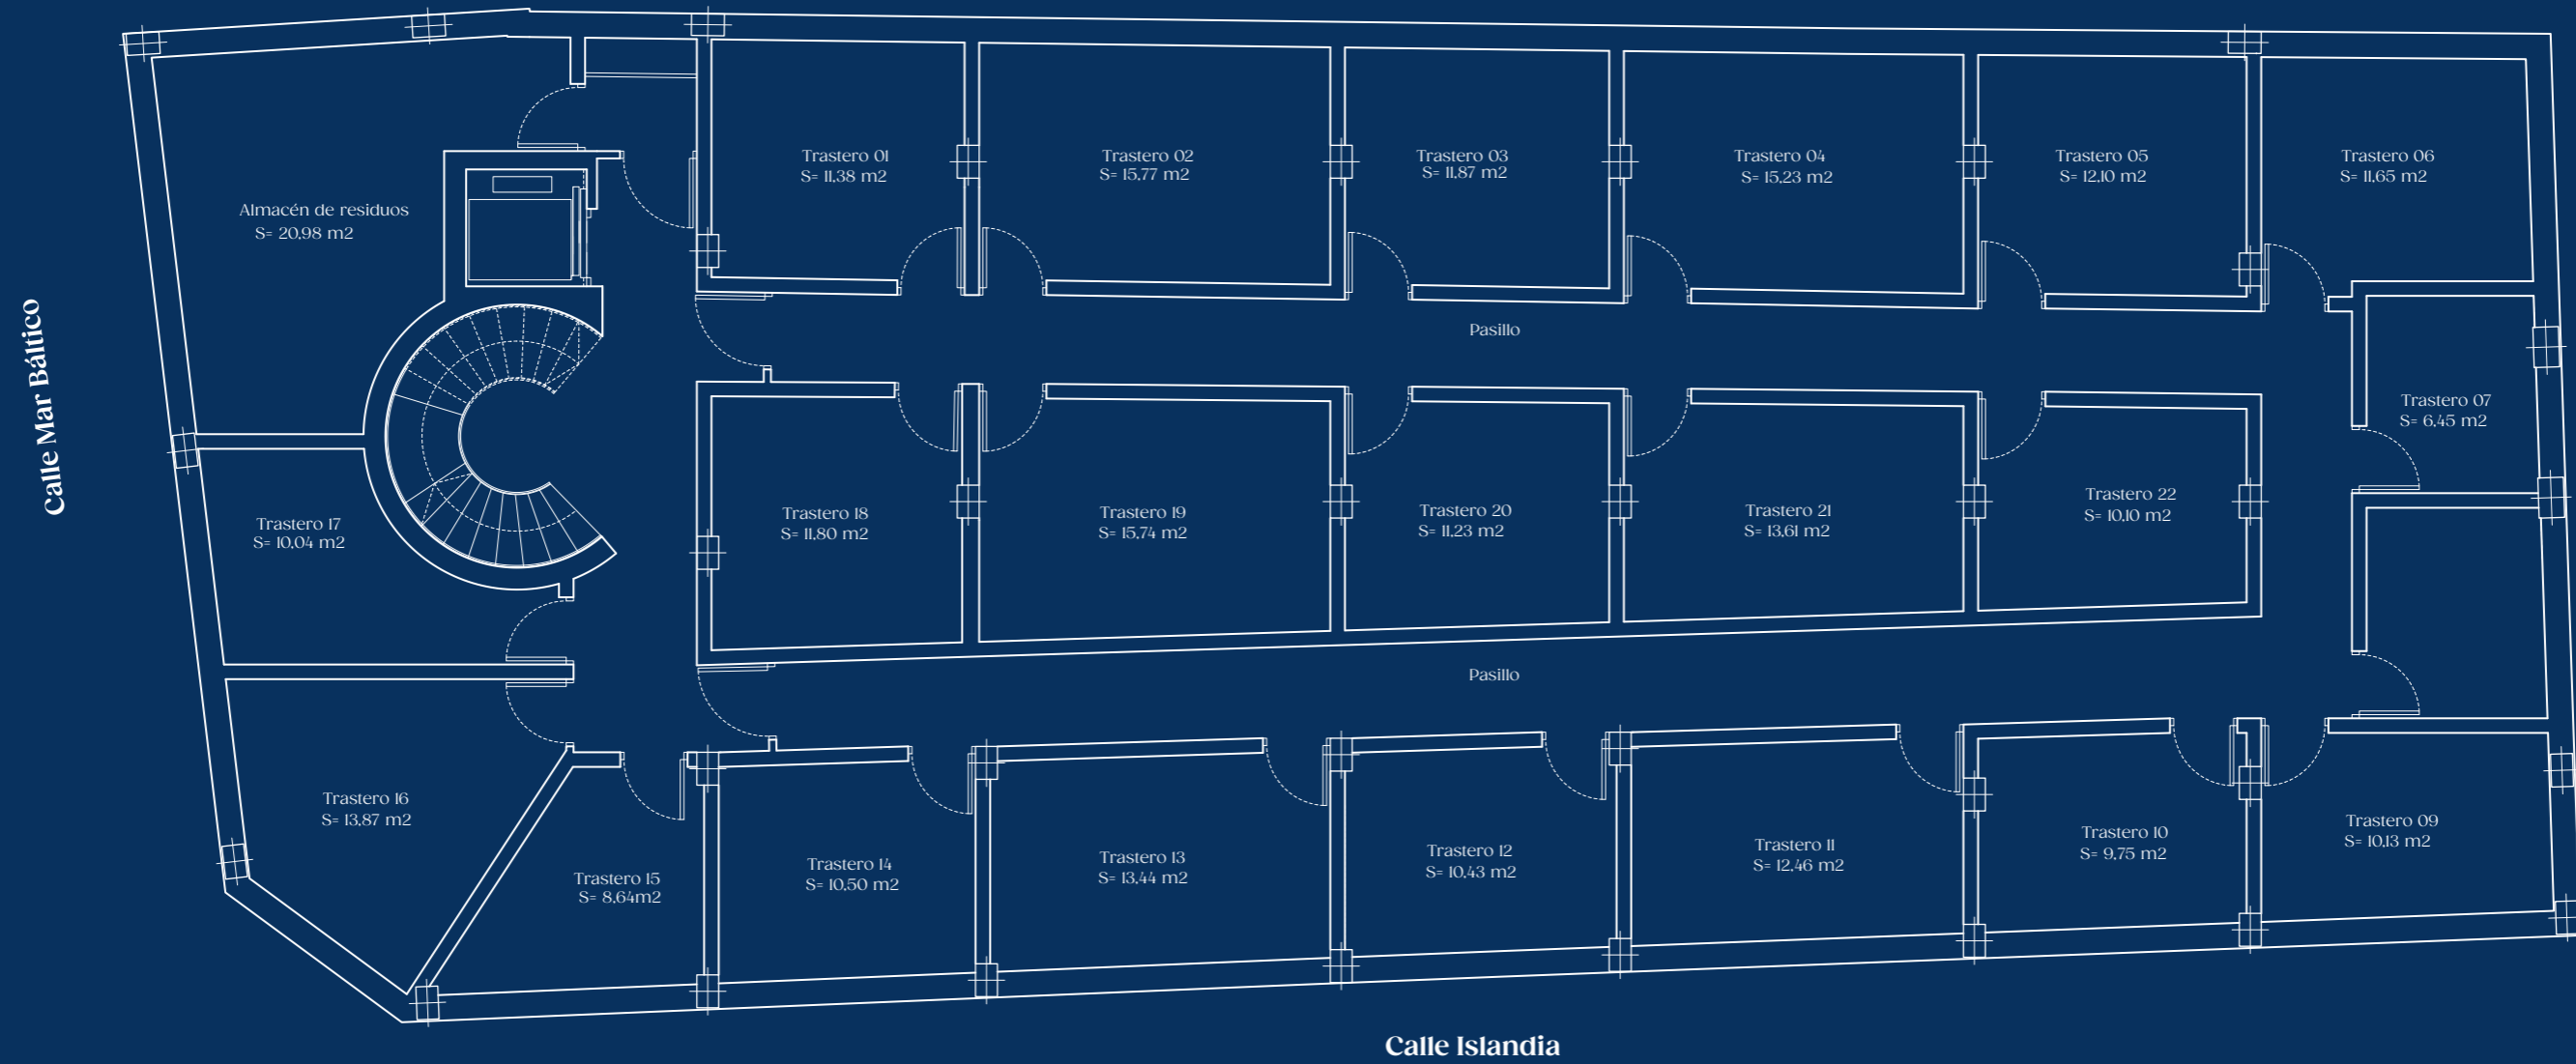 Trastero 01
S= 11,38 m2
Trastero 02
S= 15,77 m2
Trastero 03
S= 11,87 m2
Trastero 04
S= 15,23 m2
Trastero 05
S= 12,10 m2
Trastero 06
S= 11,65 m2
Almacén de residuos
S= 20,98 m2
Calle Mar Báltico
Pasillo
Trastero 07
S= 6,45 m2
Trastero 17
S= 10,04 m2
Trastero 18
S= 11,80 m2
Trastero 19
S= 15,74 m2
Trastero 20
S= 11,23 m2
Trastero 21
S= 13,61 m2
Trastero 22
S= 10,10 m2
Pasillo
Trastero 16
S= 13,87 m2
Trastero 15
S= 8,64m2
Trastero 14
S= 10,50 m2
Trastero 13
S= 13,44 m2
Trastero 12
S= 10,43 m2
Trastero 11
S= 12,46 m2
Trastero 10
S= 9,75 m2
Trastero 09
S= 10,13 m2
Calle Islandia